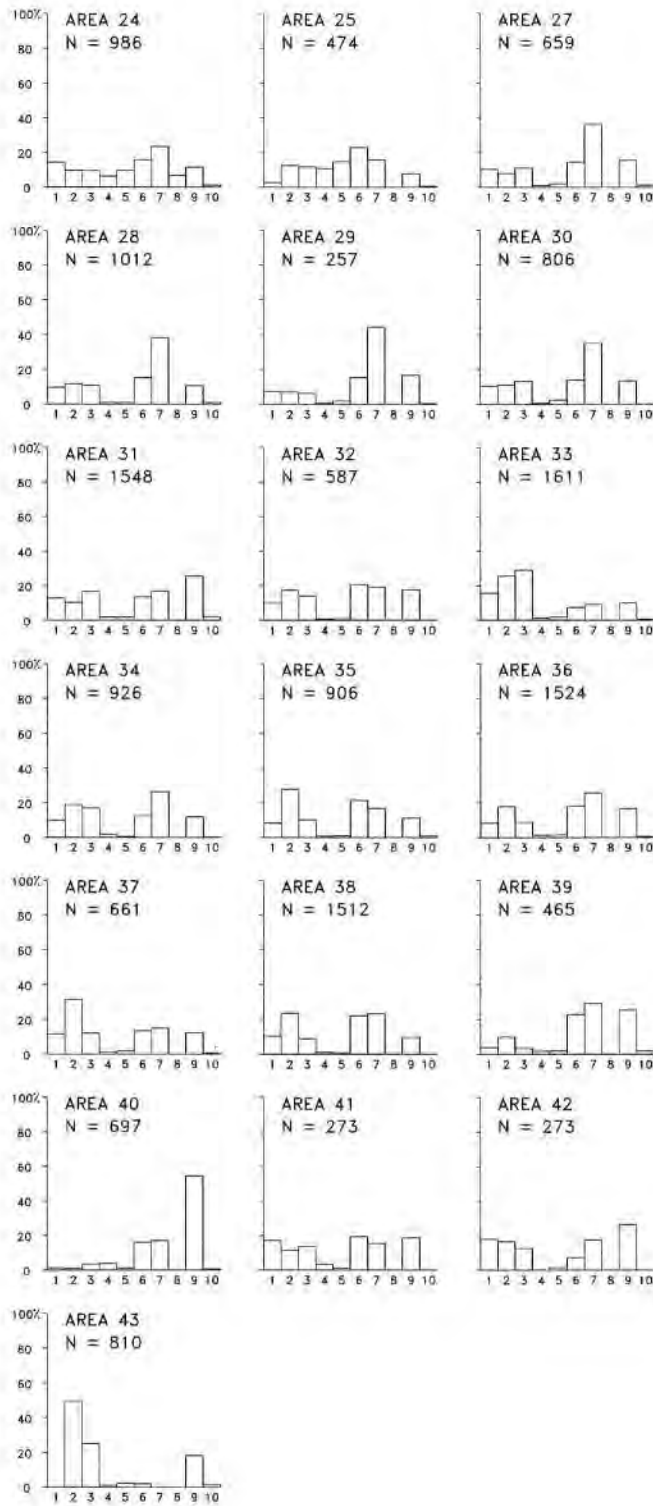 100%
80
60
40
20
0
AREA 24
N = 986
1 2 3 4 5 6 7 8 9 10
AREA 25
N = 474
1 2 3 4 5 6 7 8 9 10
AREA 27
N = 659
1 2 3 4 5 6 7 8 9 10
100%
80
60
40
20
0
AREA 28
N = 1012
1 2 3 4 5 6 7 8 9 10
AREA 29
N = 257
1 2 3 4 5 6 7 8 9 10
AREA 30
N = 806
1 2 3 4 5 6 7 8 9 10
100%
80
60
40
20
0
AREA 31
N = 1548
1 2 3 4 5 6 7 8 9 10
AREA 32
N = 587
1 2 3 4 5 6 7 8 9 10
AREA 33
N = 1611
1 2 3 4 5 6 7 8 9 10
100%
80
60
40
20
0
AREA 34
N = 926
1 2 3 4 5 6 7 8 9 10
AREA 35
N = 906
1 2 3 4 5 6 7 8 9 10
AREA 36
N = 1524
1 2 3 4 5 6 7 8 9 10
100%
80
60
40
20
0
AREA 37
N = 661
1 2 3 4 5 6 7 8 9 10
AREA 38
N = 1512
1 2 3 4 5 6 7 8 9 10
AREA 39
N = 465
1 2 3 4 5 6 7 8 9 10
100%
80
60
40
20
0
AREA 40
N = 697
1 2 3 4 5 6 7 8 9 10
AREA 41
N = 273
1 2 3 4 5 6 7 8 9 10
AREA 42
N = 273
1 2 3 4 5 6 7 8 9 10
100%
80
60
40
20
0
AREA 43
N = 810
1 2 3 4 5 6 7 8 9 10